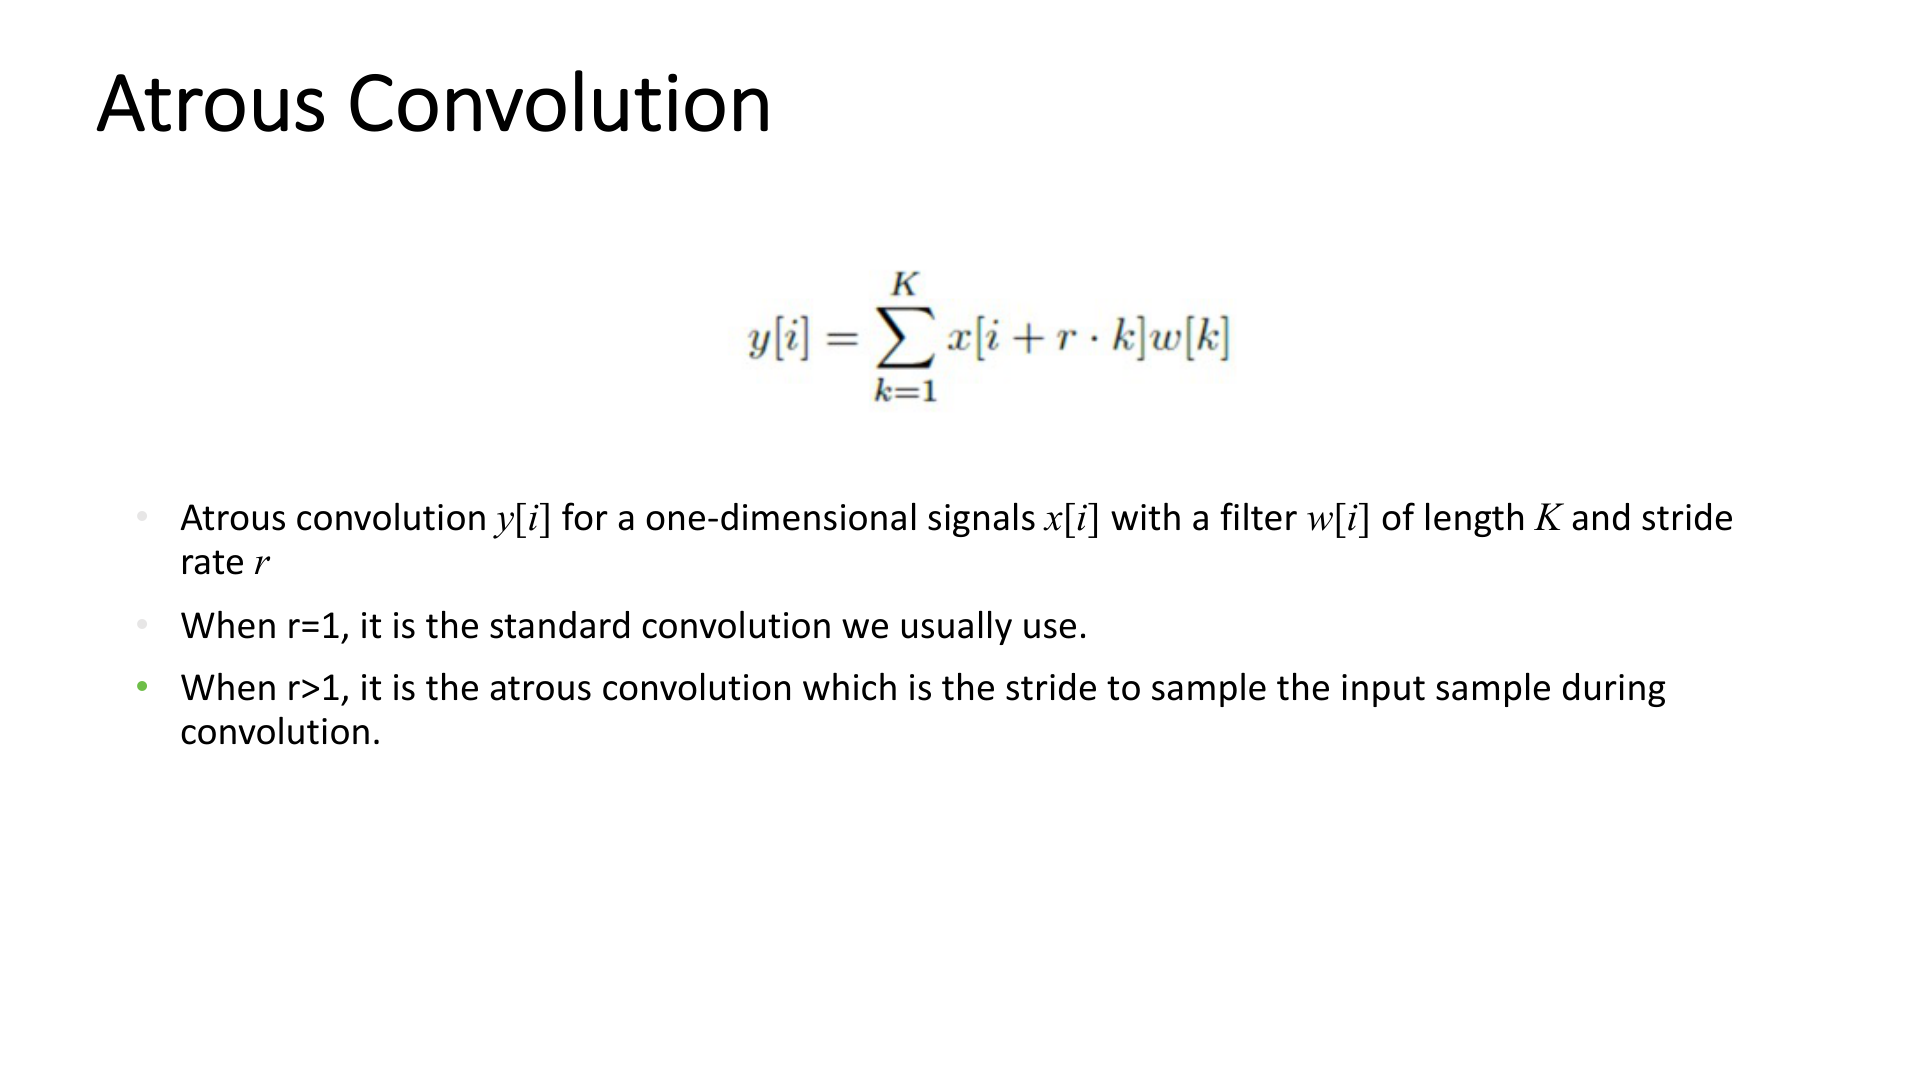 Atrous Convolution
K
y[i] = ∑ x[i + r · k]w[k]
k=1
• Atrous convolution y[i] for a one-dimensional signals x[i] with a filter w[i] of length K and stride
rate r
• When r=1, it is the standard convolution we usually use.
• When r>1, it is the atrous convolution which is the stride to sample the input sample during
convolution.